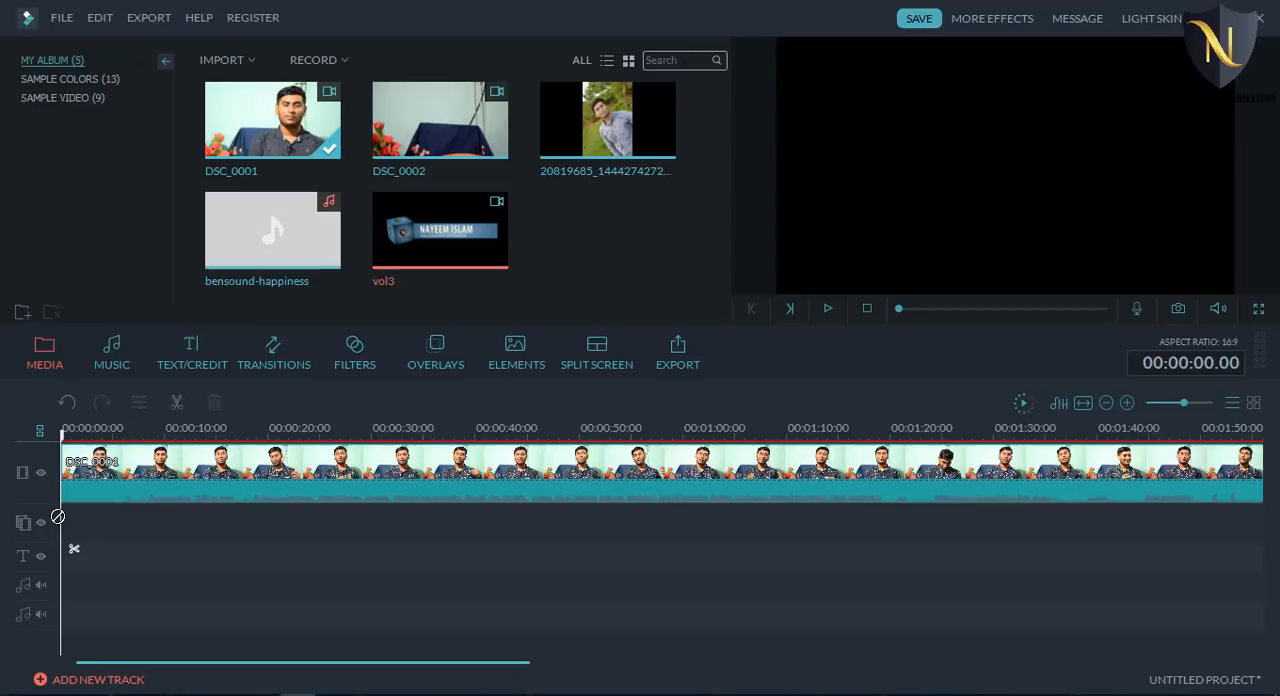 FILE EDIT EXPORT HELP REGISTER
SAVE MORE EFFECTS MESSAGE LIGHT SKIN
N
MY ALBUM (5)
SAMPLE COLORS (13)
SAMPLE VIDEO (9)
IMPORT RECORD ALL Search
DSC_0001 DSC_0002 20819685_1444274272...
NAYEEM ISLAM
bensound-happiness vol3
MEDIA MUSIC TEXT/CREDIT TRANSITIONS FILTERS OVERLAYS ELEMENTS SPLIT SCREEN EXPORT
ASPECT RATIO: 16:9
00:00:00.00
00:00:00:00 00:00:10:00 00:00:20:00 00:00:30:00 00:00:40:00 00:00:50:00 00:01:00:00 00:01:10:00 00:01:20:00 00:01:30:00 00:01:40:00 00:01:50:00
DSC_0001
T
ADD NEW TRACK UNTITLED PROJECT *